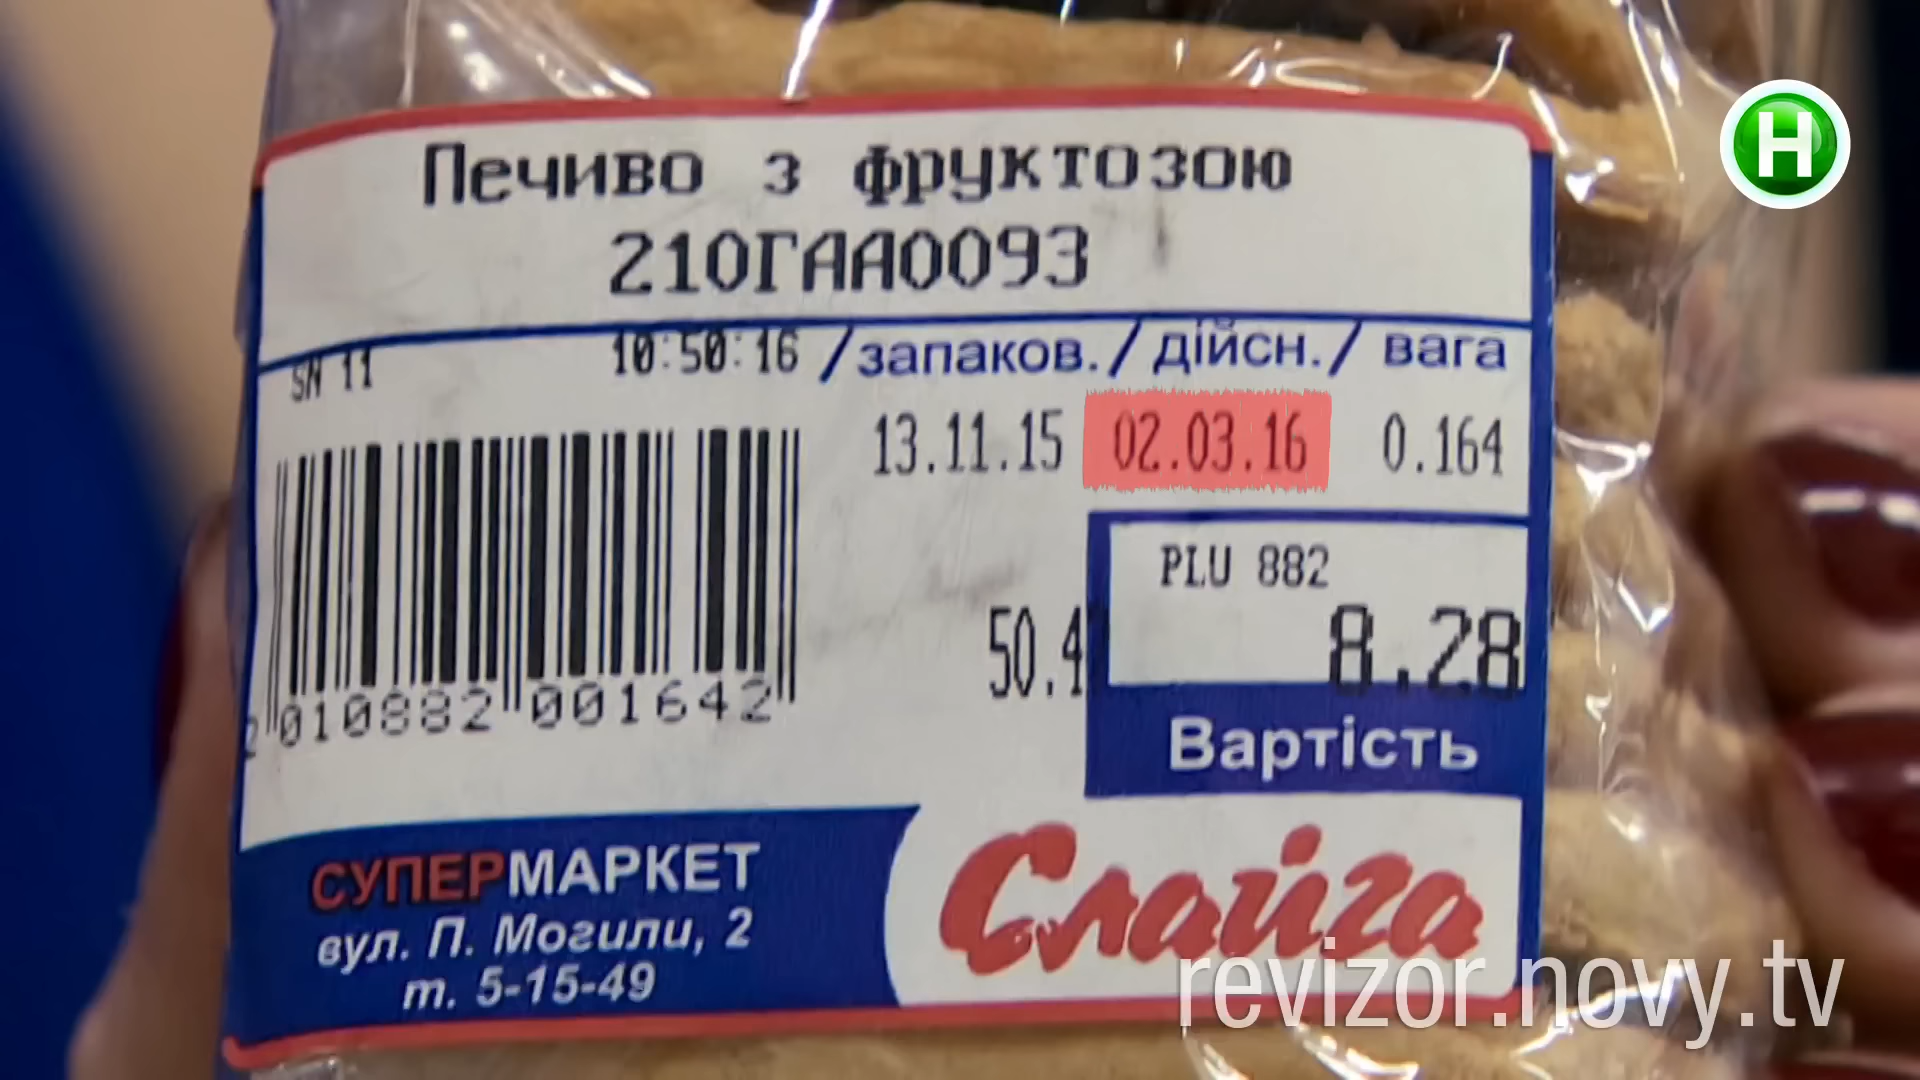 Печиво з фруктозою
210ГАА0093
SN 11 10:50:16 /запаков./дійсн./ вага
13.11.15 02.03.16 0.164
PLU 882
50.4 8.28
2 010882 001642
Вартість
СУПЕРМАРКЕТ
вул. П. Могили, 2
т. 5-15-49
Слайга
revizor.novy.tv
Н